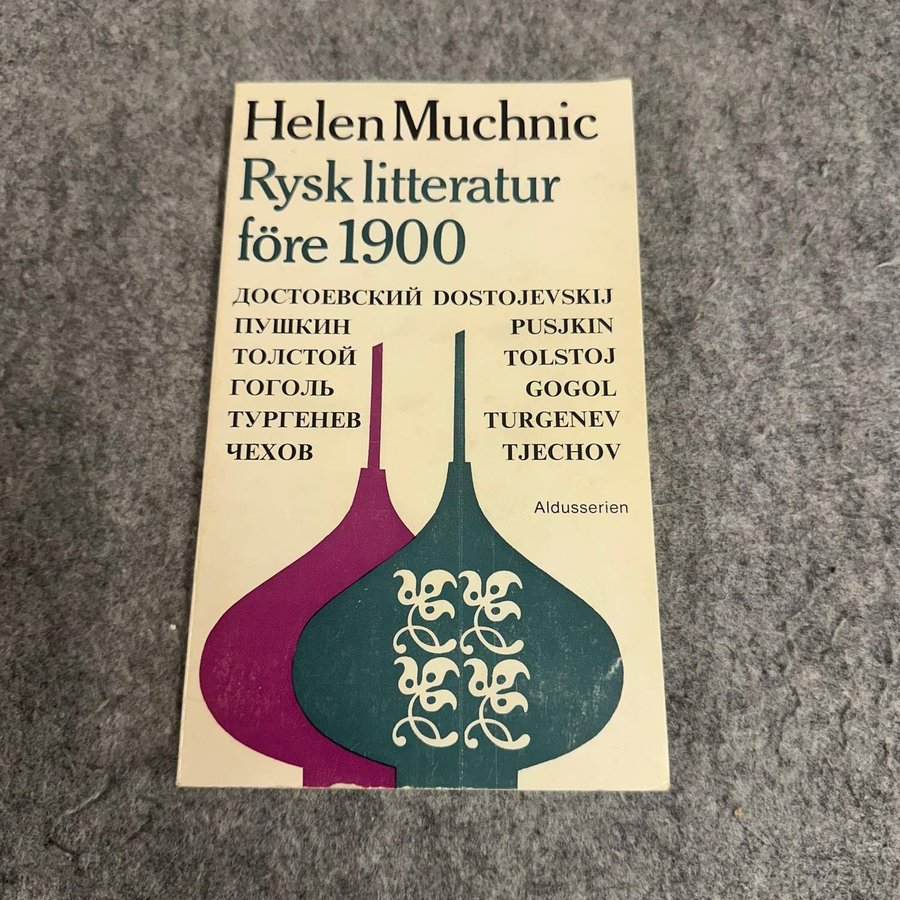 Helen Muchnic
Rysk litteratur
före 1900
ДОСТОЕВСКИЙ DOSTOJEVSKIJ
ПУШКИН PUSJKIN
ТОЛСТОЙ TOLSTOJ
ГОГОЛЬ GOGOL
ТУРГЕНЕВ TURGENEV
ЧЕХОВ TJECHOV
Aldusserien